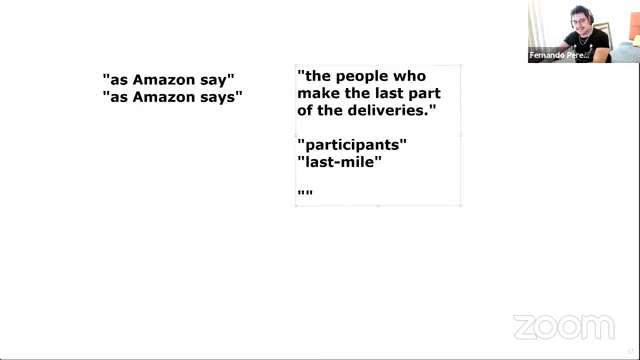 "as Amazon say"
"as Amazon says"
"the people who
make the last part
of the deliveries."
"participants"
"last-mile"
""
Fernando Pere...
zoom